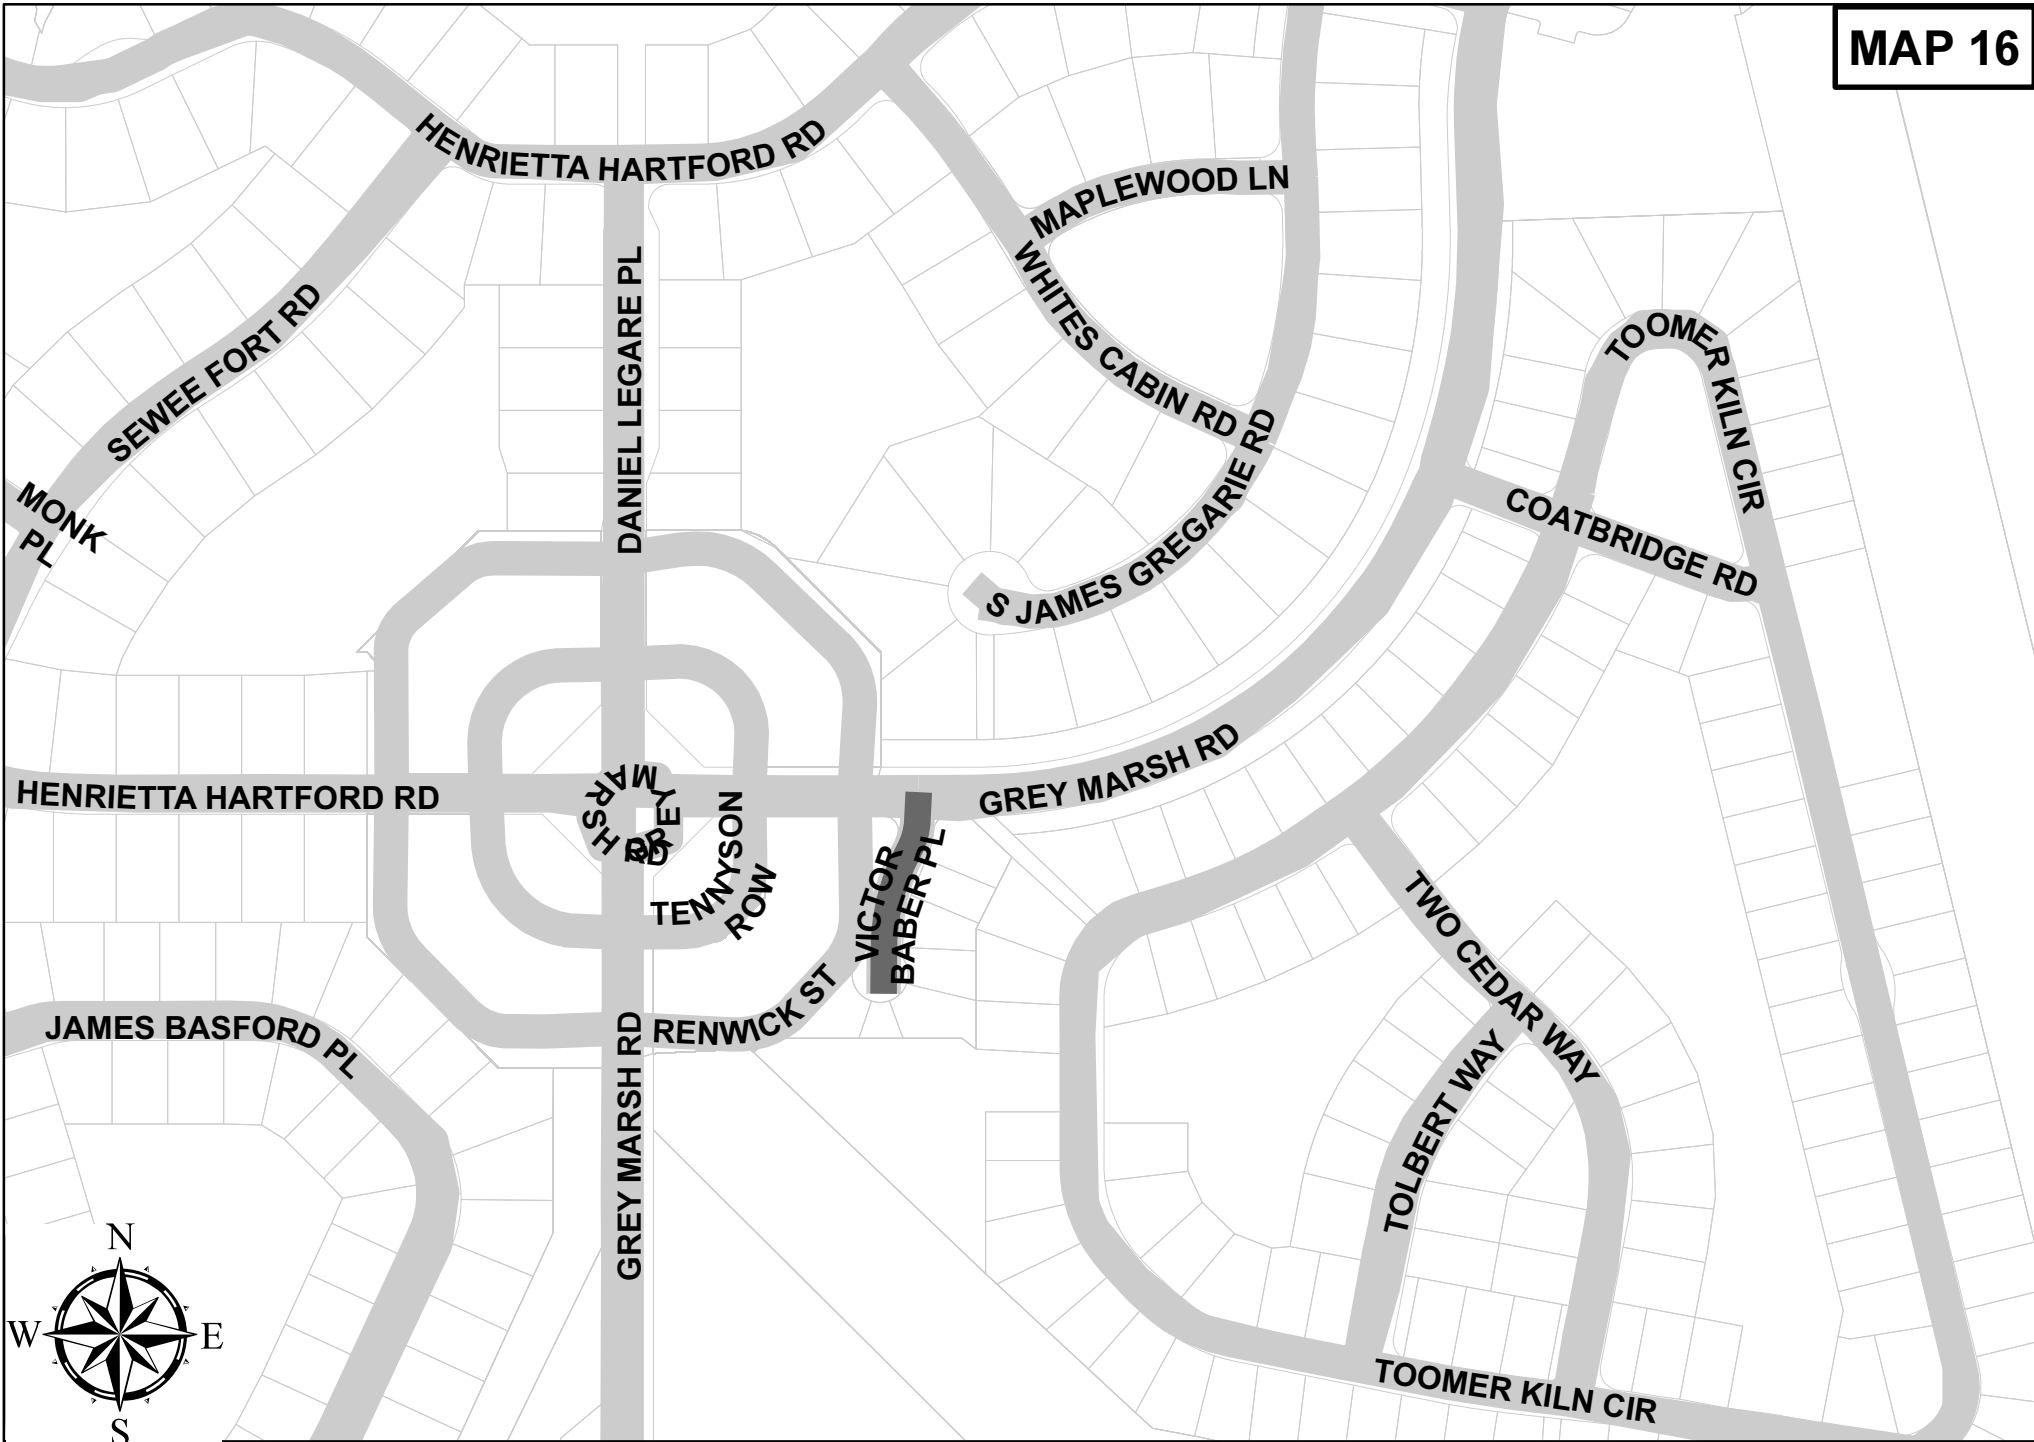 MAP 16
HENRIETTA HARTFORD RD
MAPLEWOOD LN
WHITES CABIN RD
DANIEL LEGARE PL
SEWEE FORT RD
TOOMER KILN CIR
MONK
PL
S JAMES GREGARIE RD
COATBRIDGE RD
HENRIETTA HARTFORD RD
GREY MARSH RD
GREY MARSH RD
TENNYSON
ROW
VICTOR
BABER PL
TWO CEDAR WAY
RENWICK ST
JAMES BASFORD PL
GREY MARSH RD
TOLBERT WAY
TOOMER KILN CIR
N
W
E
S